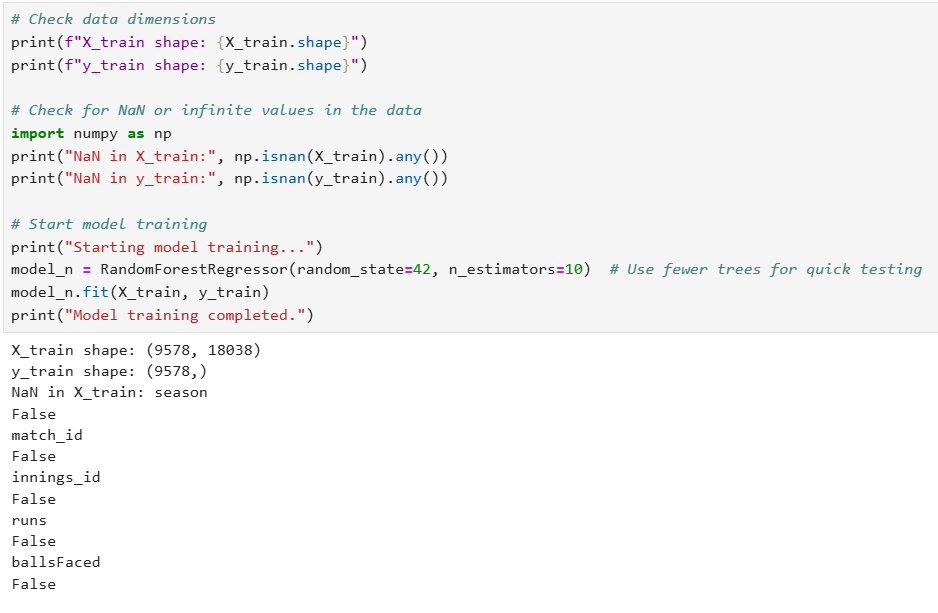 # Check data dimensions
print(f"X_train shape: {X_train.shape}")
print(f"y_train shape: {y_train.shape}")
# Check for NaN or infinite values in the data
import numpy as np
print("NaN in X_train:", np.isnan(X_train).any())
print("NaN in y_train:", np.isnan(y_train).any())
# Start model training
print("Starting model training...")
model_n = RandomForestRegressor(random_state=42, n_estimators=10)  # Use fewer trees for quick testing
model_n.fit(X_train, y_train)
print("Model training completed.")
X_train shape: (9578, 18038)
y_train shape: (9578,)
NaN in X_train: season
False
match_id
False
innings_id
False
runs
False
ballsFaced
False